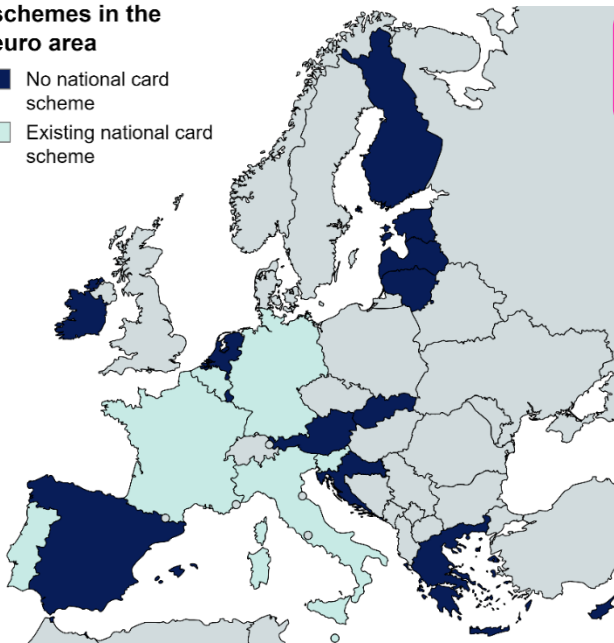 schemes in the
euro area
No national card
scheme
Existing national card
scheme